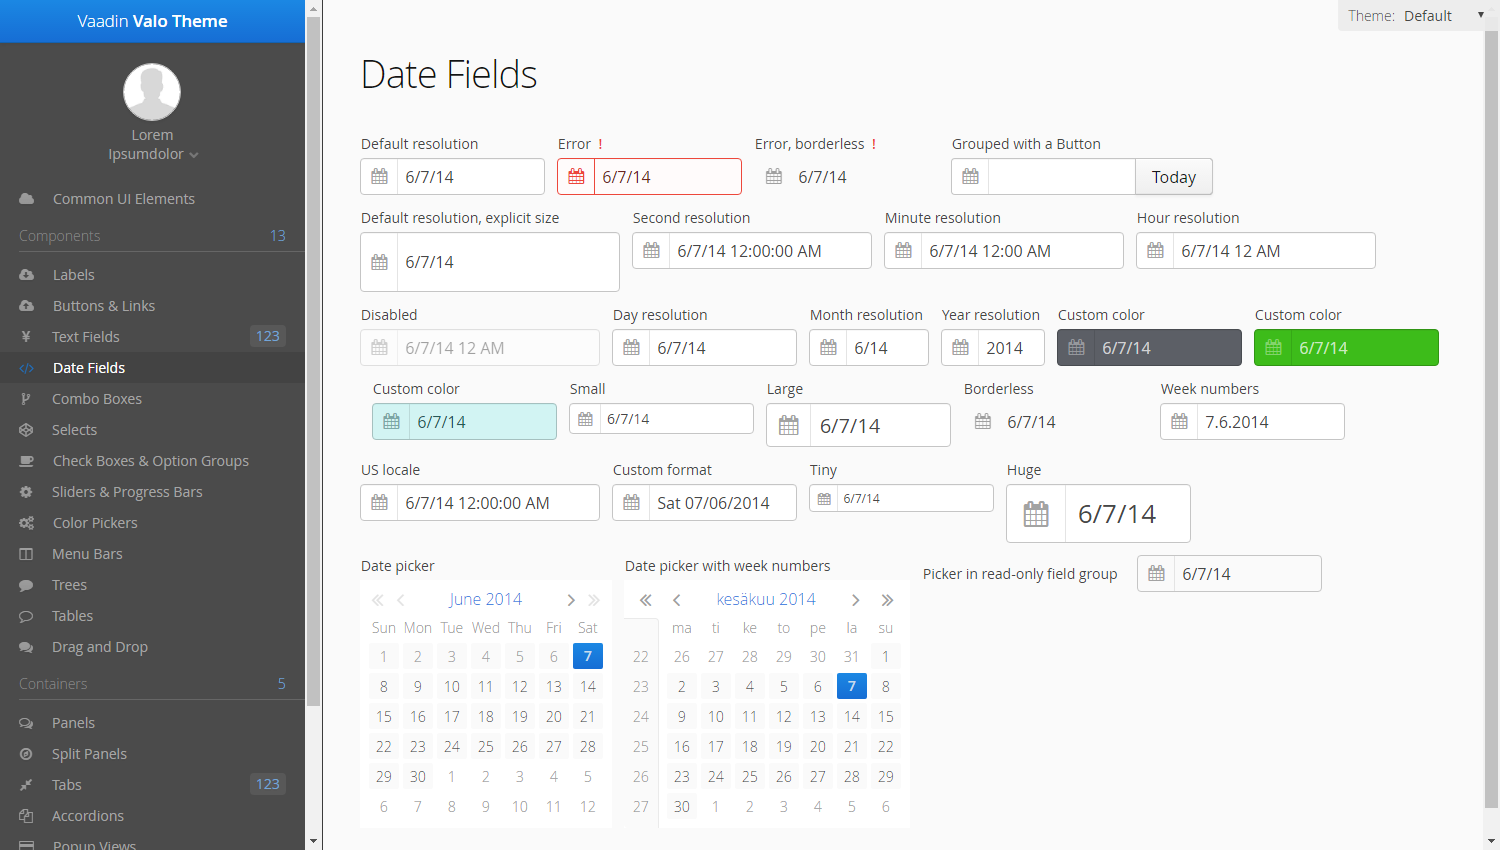 Vaadin Valo Theme
Lorem
Ipsumdolor
Common UI Elements
Components 13
Labels
Buttons & Links
Text Fields 123
Date Fields
Combo Boxes
Selects
Check Boxes & Option Groups
Sliders & Progress Bars
Color Pickers
Menu Bars
Trees
Tables
Drag and Drop
Containers 5
Panels
Split Panels
Tabs 123
Accordions
Popup Views
Theme: Default
Date Fields
Default resolution Error ! Error, borderless ! Grouped with a Button
6/7/14 6/7/14 6/7/14 Today
Default resolution, explicit size Second resolution Minute resolution Hour resolution
6/7/14 6/7/14 12:00:00 AM 6/7/14 12:00 AM 6/7/14 12 AM
Disabled Day resolution Month resolution Year resolution Custom color Custom color
6/7/14 12 AM 6/7/14 6/14 2014 6/7/14 6/7/14
Custom color Small Large Borderless Week numbers
6/7/14 6/7/14 6/7/14 6/7/14 7.6.2014
US locale Custom format Tiny Huge
6/7/14 12:00:00 AM Sat 07/06/2014 6/7/14 6/7/14
Date picker
June 2014
Sun Mon Tue Wed Thu Fri Sat
1 2 3 4 5 6 7
8 9 10 11 12 13 14
15 16 17 18 19 20 21
22 23 24 25 26 27 28
29 30 1 2 3 4 5
6 7 8 9 10 11 12
Date picker with week numbers
kesäkuu 2014
ma ti ke to pe la su
22 26 27 28 29 30 31 1
23 2 3 4 5 6 7 8
24 9 10 11 12 13 14 15
25 16 17 18 19 20 21 22
26 23 24 25 26 27 28 29
27 30 1 2 3 4 5 6
Picker in read-only field group 6/7/14